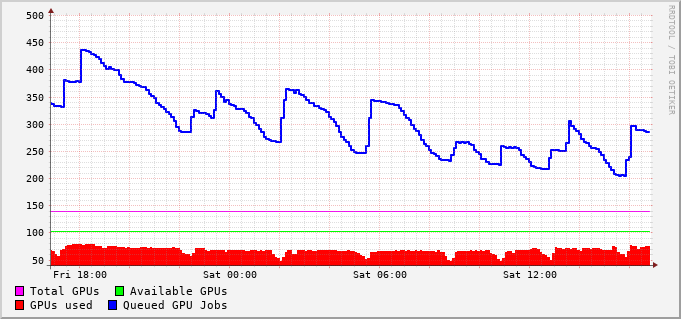 500
450
400
350
300
250
200
150
100
50
Fri 18:00 Sat 00:00 Sat 06:00 Sat 12:00
Total GPUs Available GPUs
GPUs used Queued GPU Jobs
RRDTOOL / TOBI OETIKER